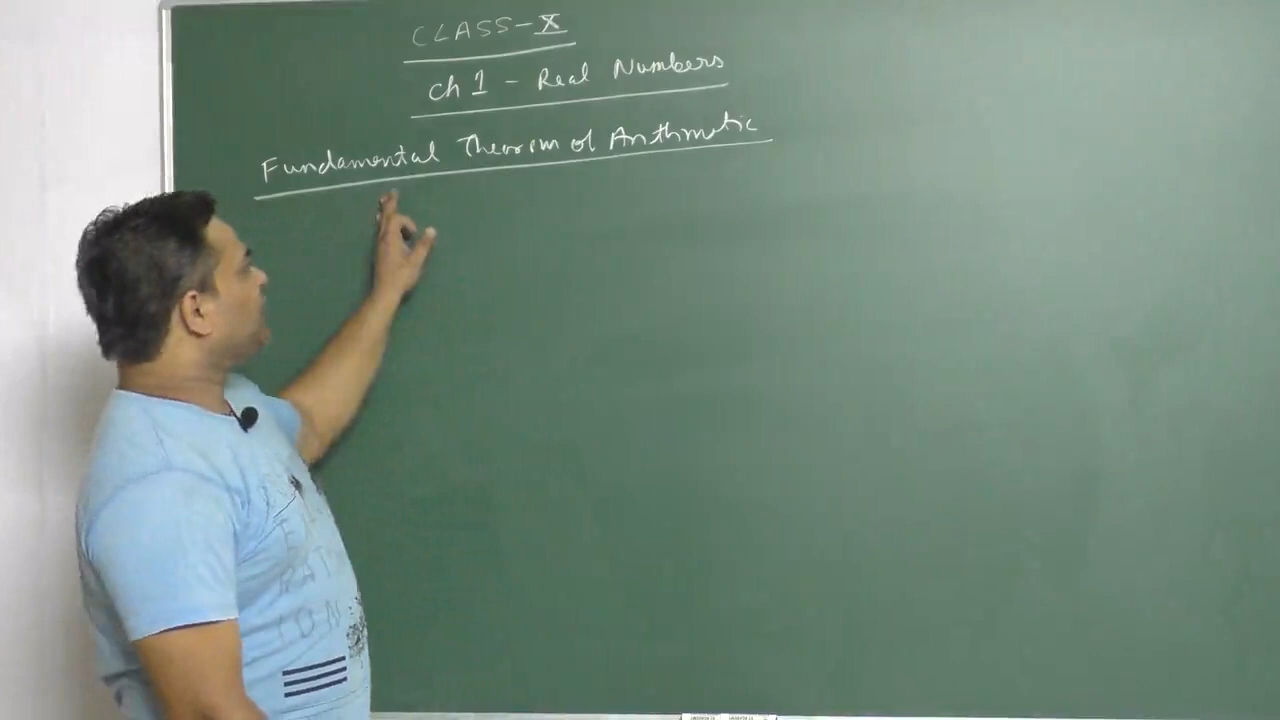 CLASS - X
Ch 1 - Real Numbers
Fundamental Theorem of Arithmetic